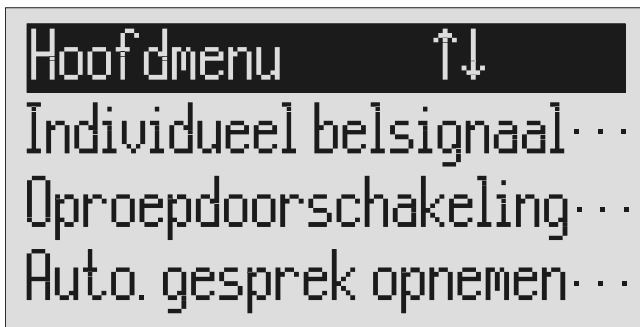 Hoofdmenu ↑↓
Individueel belsignaal···
Oproepdoorschakeling···
Auto. gesprek opnemen···